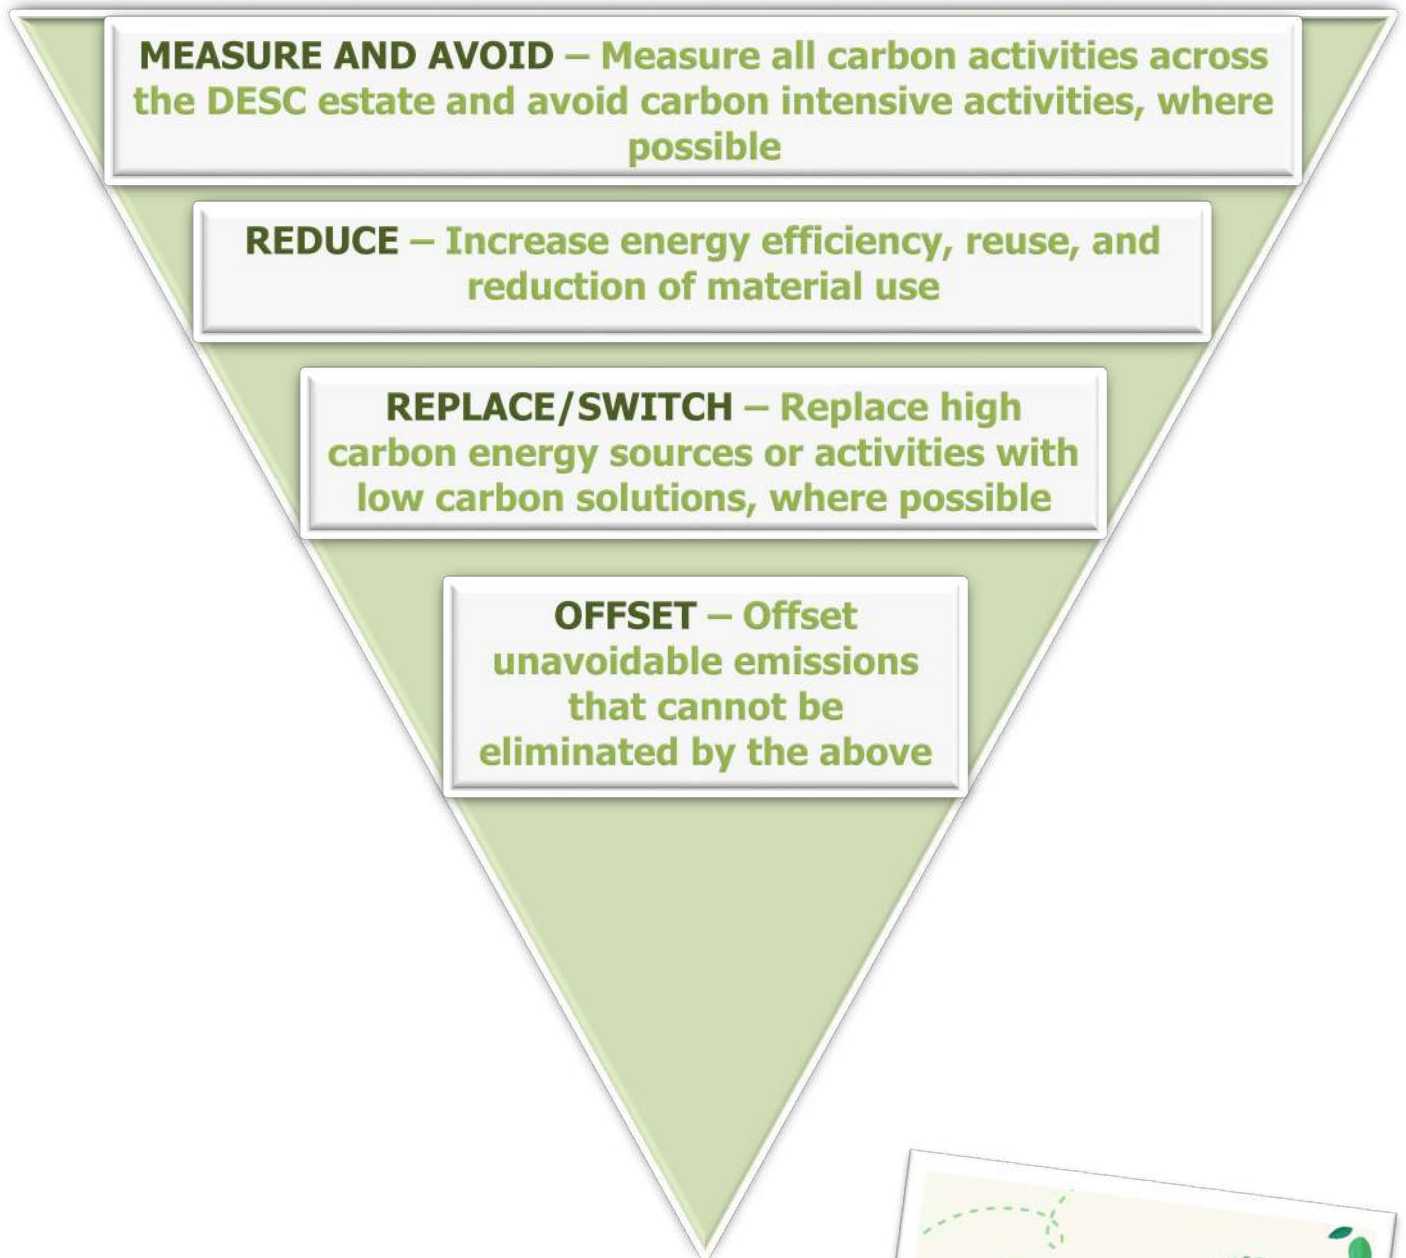 MEASURE AND AVOID – Measure all carbon activities across
the DESC estate and avoid carbon intensive activities, where
possible
REDUCE – Increase energy efficiency, reuse, and
reduction of material use
REPLACE/SWITCH – Replace high
carbon energy sources or activities with
low carbon solutions, where possible
OFFSET – Offset
unavoidable emissions
that cannot be
eliminated by the above